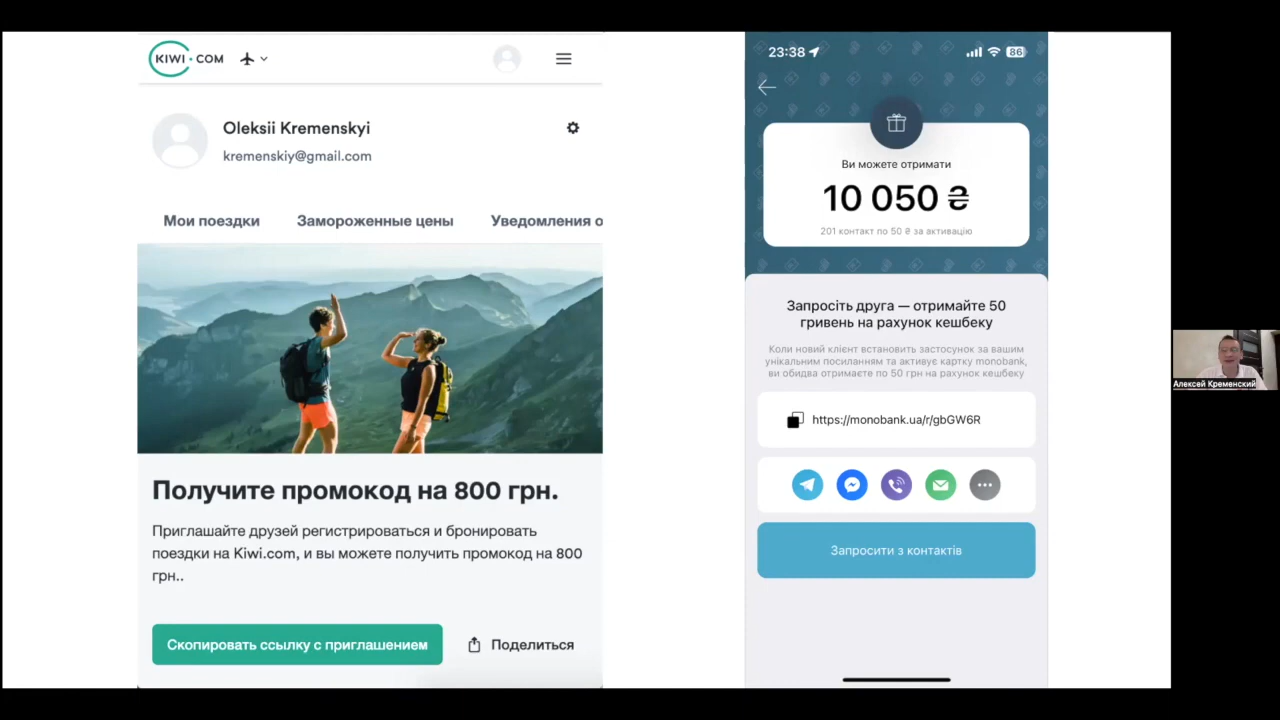 KIWI.COM
Oleksii Kremenskyi
kremenskiy@gmail.com
Мои поездки Замороженные цены Уведомления о
Получите промокод на 800 грн.
Приглашайте друзей регистрироваться и бронировать
поездки на Kiwi.com, и вы можете получить промокод на 800
грн..
Скопировать ссылку с приглашением Поделиться
23:38 86
Ви можете отримати
10 050 ₴
201 контакт по 50 ₴ за активацію
Запросіть друга — отримайте 50
гривень на рахунок кешбеку
Коли новий клієнт встановить застосунок за вашим
унікальним посиланням та активує картку monobank,
ви обидва отримаєте по 50 грн на рахунок кешбеку
https://monobank.ua/r/gbGW6R
Запросити з контактів
Алексей Кременский